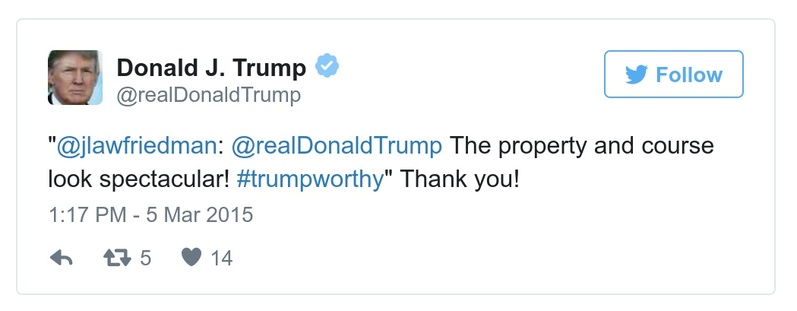 Donald J. Trump
Follow
@realDonaldTrump
"@jlawfriedman: @realDonaldTrump The property and course
look spectacular! #trumpworthy" Thank you!
1:17 PM - 5 Mar 2015
5 14